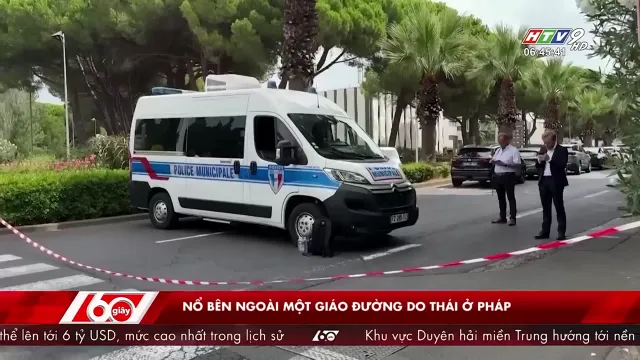 HTV9 HD
06:45:41
POLICE MUNICIPALE
60 giây
NỔ BÊN NGOÀI MỘT GIÁO ĐƯỜNG DO THÁI Ở PHÁP
thể lên tới 6 tỷ USD, mức cao nhất trong lịch sử 60 Khu vực Duyên hải miền Trung hướng tới nền